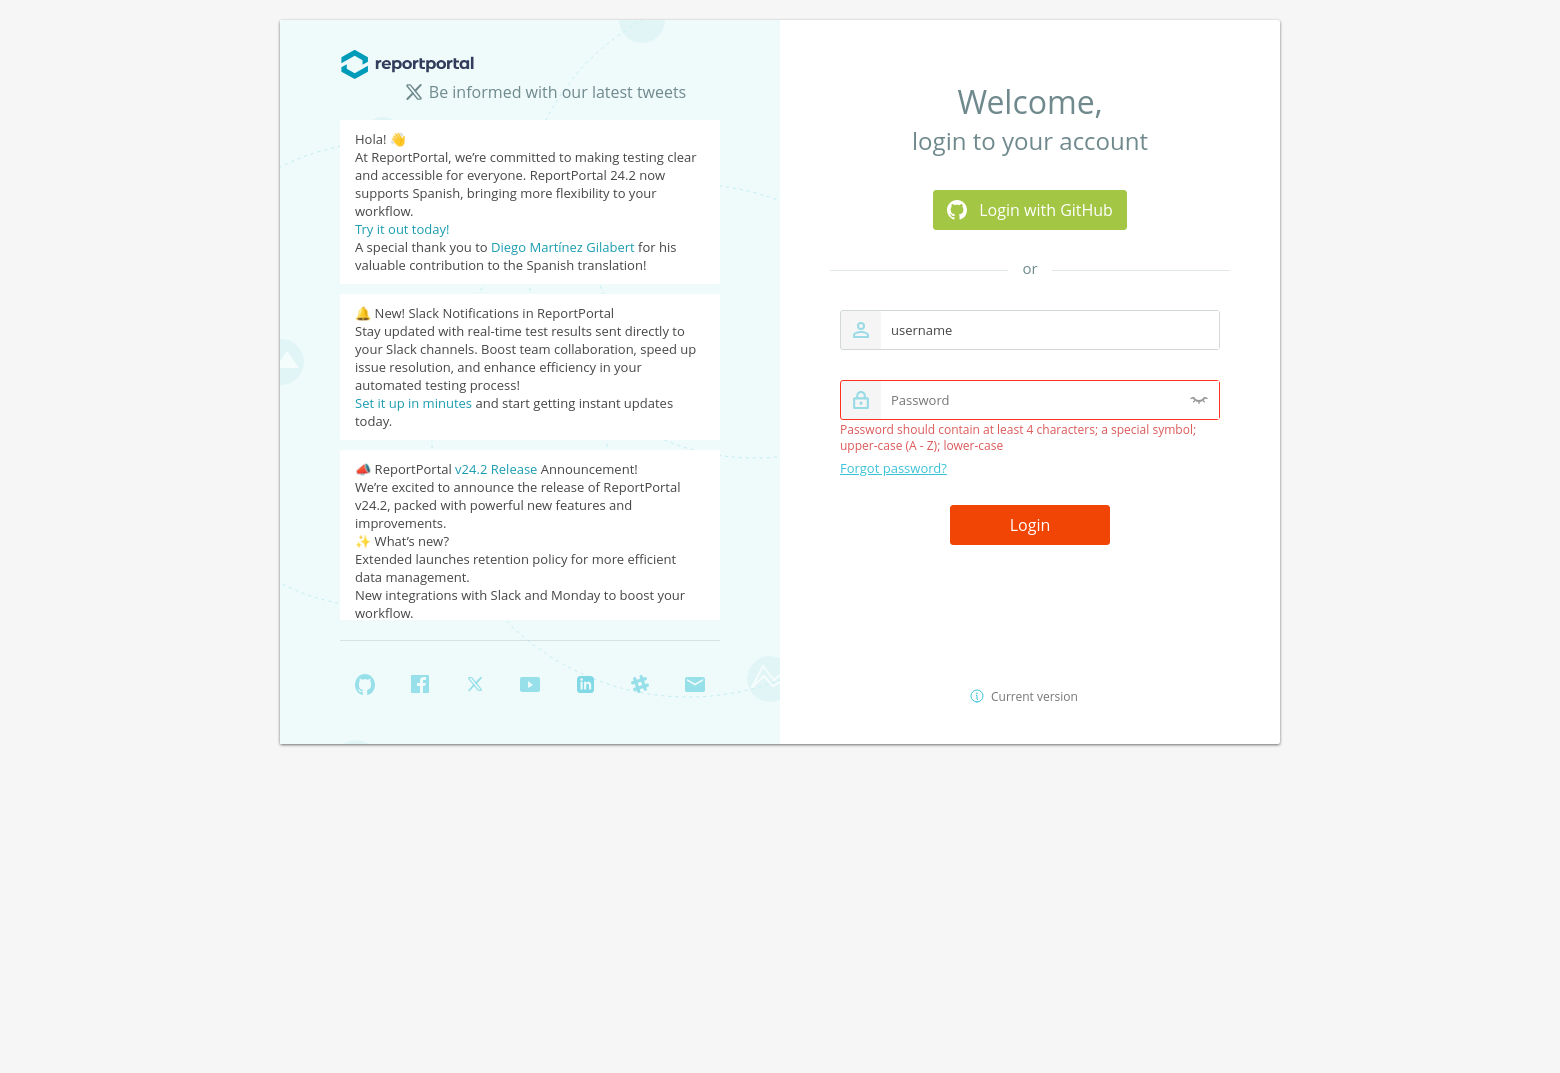 reportportal
Be informed with our latest tweets
Hola! 👋
At ReportPortal, we're committed to making testing clear
and accessible for everyone. ReportPortal 24.2 now
supports Spanish, bringing more flexibility to your
workflow.
Try it out today!
A special thank you to Diego Martínez Gilabert for his
valuable contribution to the Spanish translation!
🔔 New! Slack Notifications in ReportPortal
Stay updated with real-time test results sent directly to
your Slack channels. Boost team collaboration, speed up
issue resolution, and enhance efficiency in your
automated testing process!
Set it up in minutes and start getting instant updates
today.
📣 ReportPortal v24.2 Release Announcement!
We're excited to announce the release of ReportPortal
v24.2, packed with powerful new features and
improvements.
✨ What's new?
Extended launches retention policy for more efficient
data management.
New integrations with Slack and Monday to boost your
workflow.
Welcome,
login to your account
Login with GitHub
or
username
Password
Password should contain at least 4 characters; a special symbol;
upper-case (A - Z); lower-case
Forgot password?
Login
Current version